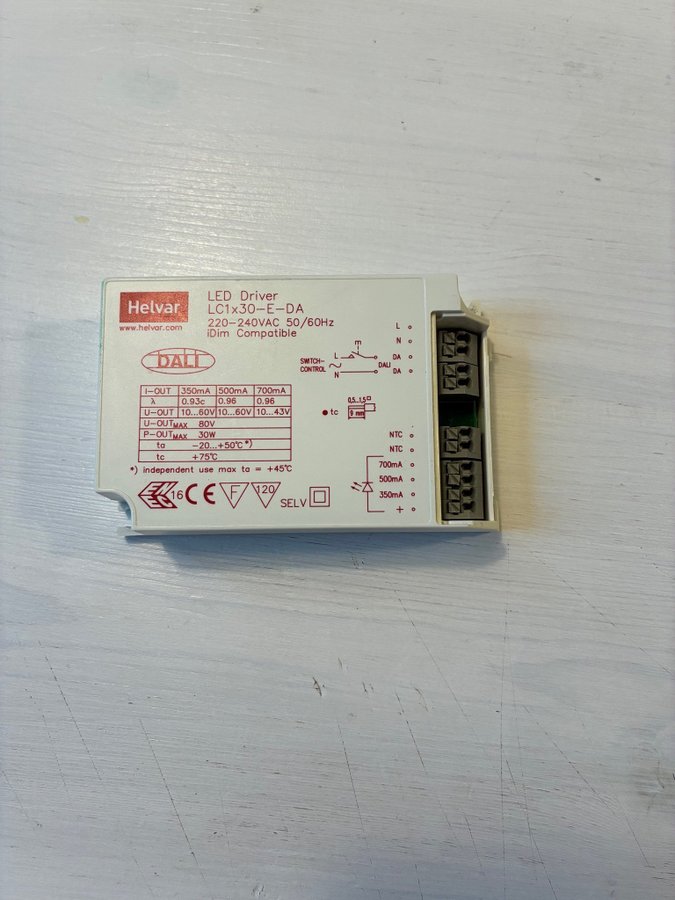 Helvar
www.helvar.com
LED Driver
LC1x30-E-DA
220-240VAC 50/60Hz
iDim Compatible
DALI
I-OUT 350mA 500mA 700mA
λ 0.93c 0.96 0.96
U-OUT 10...60V 10...60V 10...43V
U-OUTMAX 80V
P-OUTMAX 30W
ta -20...+50°C*)
tc +75°C
*) independent use max ta = +45°C
16 CE F 120 SELV
SWITCH-
CONTROL
m
L
N
DALI
tc
0,5...1,5
9 mm
L
N
DA
DA
NTC
NTC
700mA
500mA
350mA
+